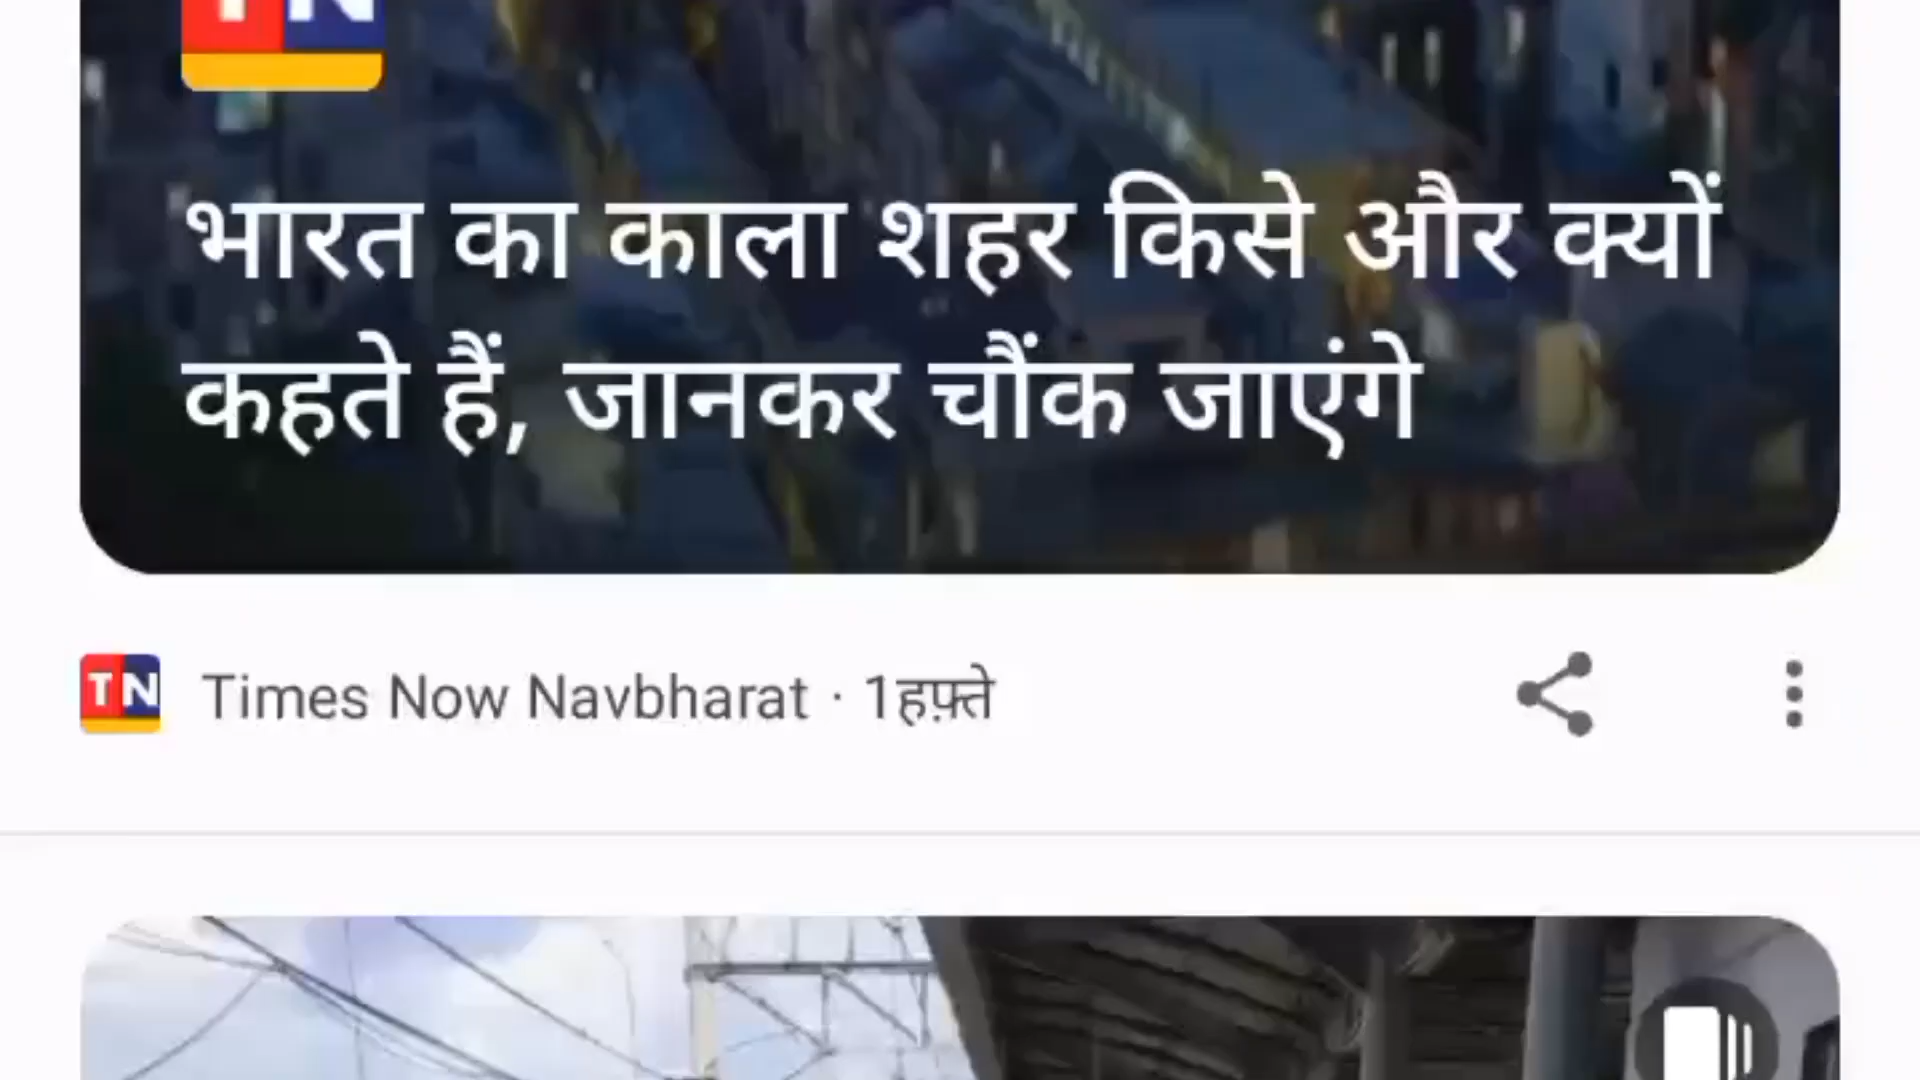 TN
भारत का काला शहर किसे और क्यों
कहते हैं, जानकर चौंक जाएंगे
TN Times Now Navbharat · 1हफ़्ते